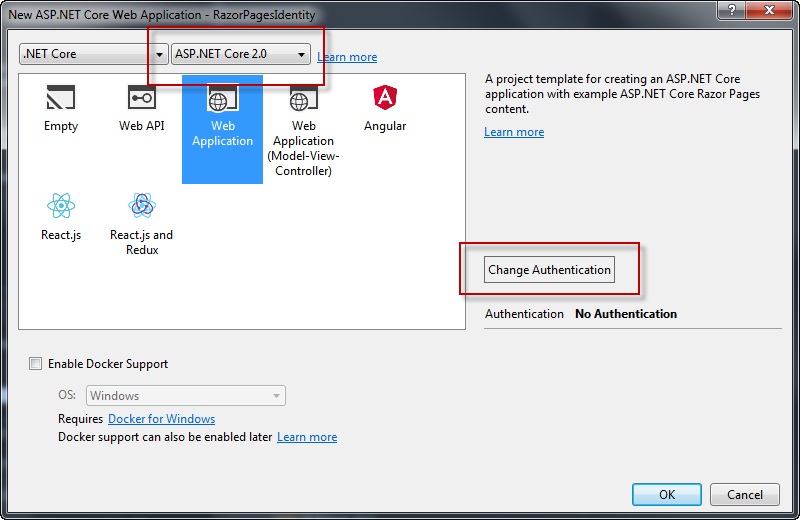 New ASP.NET Core Web Application - RazorPagesIdentity
.NET Core
ASP.NET Core 2.0
Learn more
Empty
Web API
Web
Application
Web
Application
(Model-View-
Controller)
Angular
React.js
React.js and
Redux
A project template for creating an ASP.NET Core
application with example ASP.NET Core Razor Pages
content.
Learn more
Change Authentication
Authentication No Authentication
Enable Docker Support
OS: Windows
Requires Docker for Windows
Docker support can also be enabled later Learn more
OK
Cancel